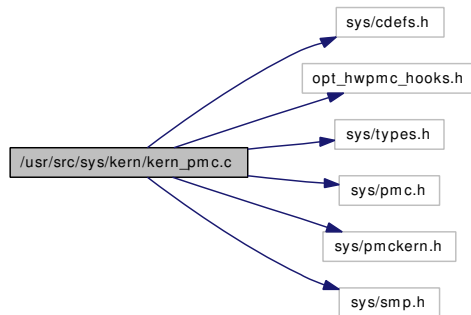 sys/cdefs.h
opt_hwpmc_hooks.h
sys/types.h
/usr/src/sys/kern/kern_pmc.c
sys/pmc.h
sys/pmckern.h
sys/smp.h